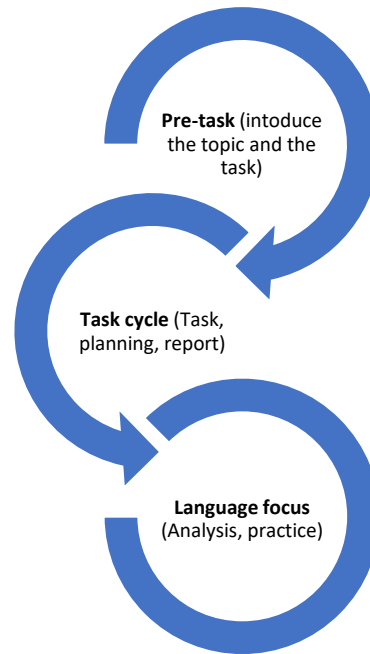 Pre-task (intoduce
the topic and the
task)
Task cycle (Task,
planning, report)
Language focus
(Analysis, practice)